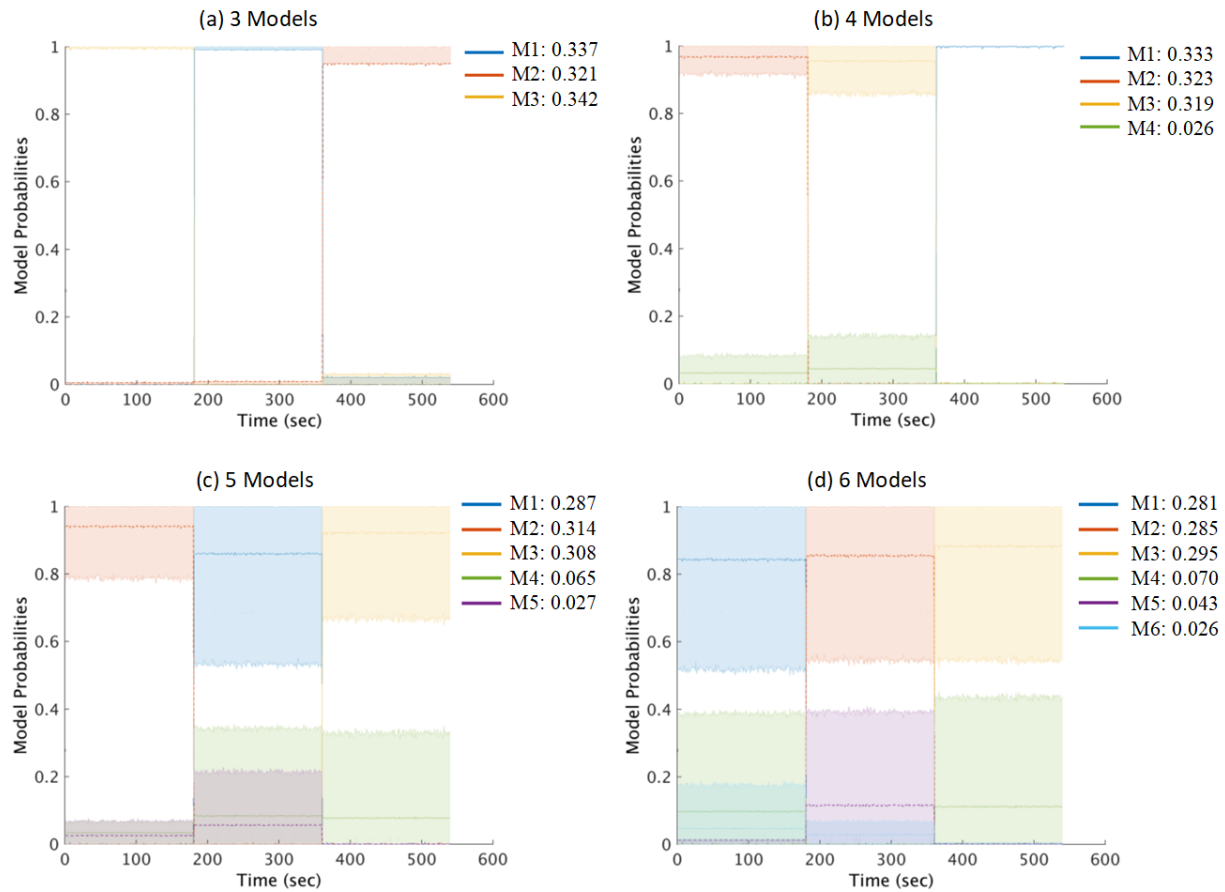 (a) 3 Models
1
0.8
0.6
0.4
0.2
0
Model Probabilities
0 100 200 300 400 500 600
Time (sec)
M1: 0.337
M2: 0.321
M3: 0.342
(b) 4 Models
1
0.8
0.6
0.4
0.2
0
Model Probabilities
0 100 200 300 400 500 600
Time (sec)
M1: 0.333
M2: 0.323
M3: 0.319
M4: 0.026
(c) 5 Models
1
0.8
0.6
0.4
0.2
0
Model Probabilities
0 100 200 300 400 500 600
Time (sec)
M1: 0.287
M2: 0.314
M3: 0.308
M4: 0.065
M5: 0.027
(d) 6 Models
1
0.8
0.6
0.4
0.2
0
Model Probabilities
0 100 200 300 400 500 600
Time (sec)
M1: 0.281
M2: 0.285
M3: 0.295
M4: 0.070
M5: 0.043
M6: 0.026